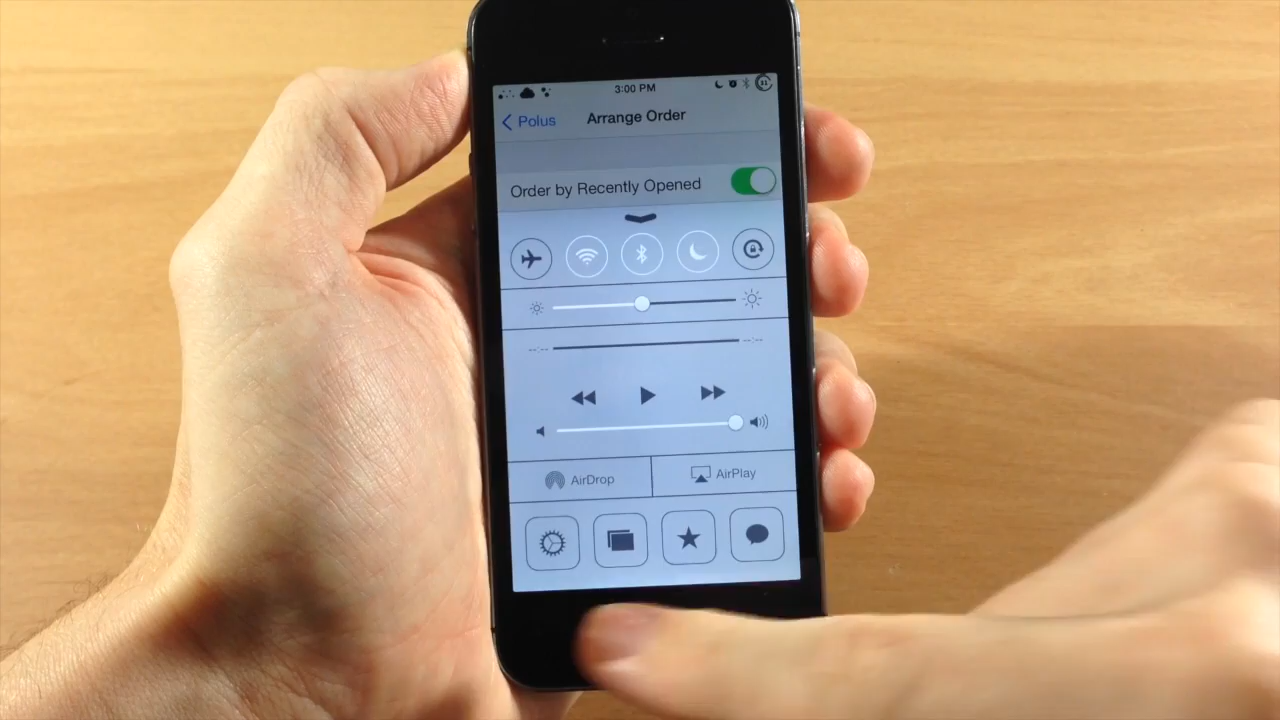 3:00 PM
Polus
Arrange Order
Order by Recently Opened
--:--
--:--
AirDrop
AirPlay